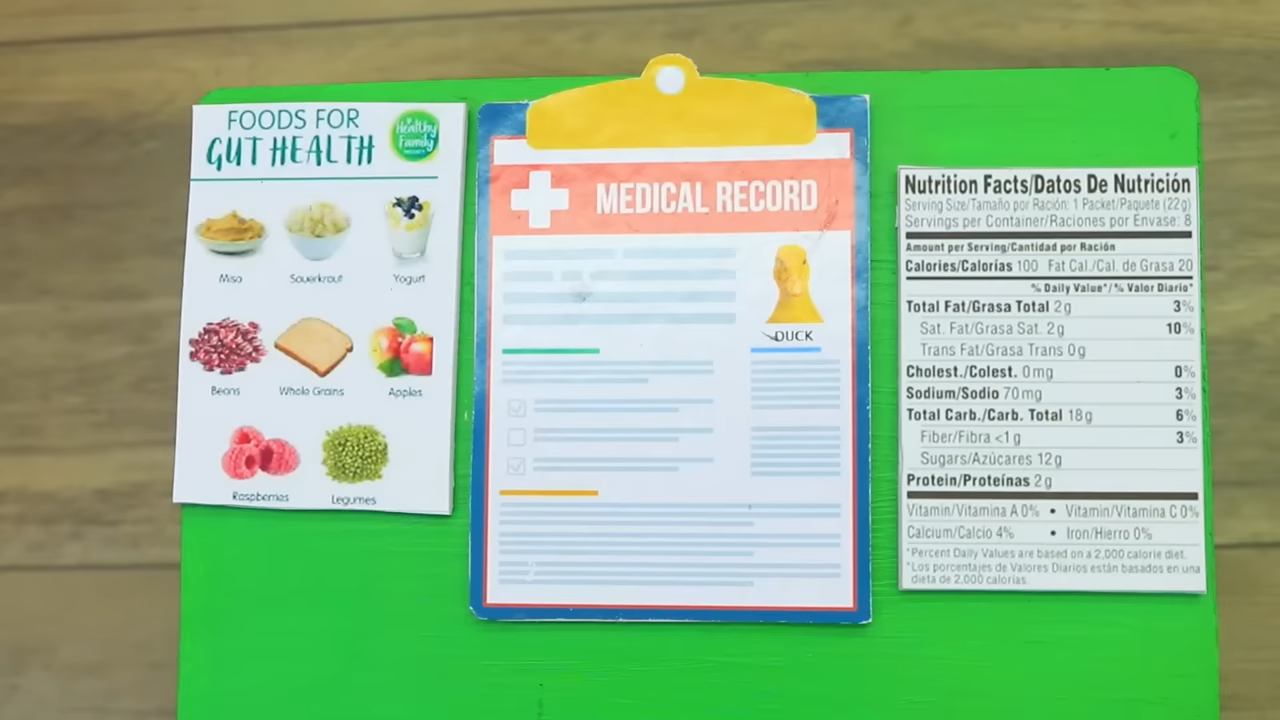 FOODS FOR
GUT HEALTH
Healthy
Family
Miso
Sauerkraut
Yogurt
Beans
Whole Grains
Apples
Raspberries
Legumes
MEDICAL RECORD
DUCK
Nutrition Facts/Datos De Nutrición
Serving Size/Tamaño por Ración: 1 Packet/Paquete (22g)
Servings per Container/Raciones por Envase: 8
Amount per Serving/Cantidad por Ración
Calories/Calorías 100 Fat Cal./Cal. de Grasa 20
% Daily Value*/% Valor Diario*
Total Fat/Grasa Total 2g 3%
Sat. Fat/Grasa Sat. 2g 10%
Trans Fat/Grasa Trans 0g
Cholest./Colest. 0mg 0%
Sodium/Sodio 70mg 3%
Total Carb./Carb. Total 18g 6%
Fiber/Fibra <1g 3%
Sugars/Azúcares 12g
Protein/Proteínas 2g
Vitamin/Vitamina A 0% • Vitamin/Vitamina C 0%
Calcium/Calcio 4% • Iron/Hierro 0%
*Percent Daily Values are based on a 2,000 calorie diet.
*Los porcentajes de Valores Diarios están basados en una
dieta de 2,000 calorías.